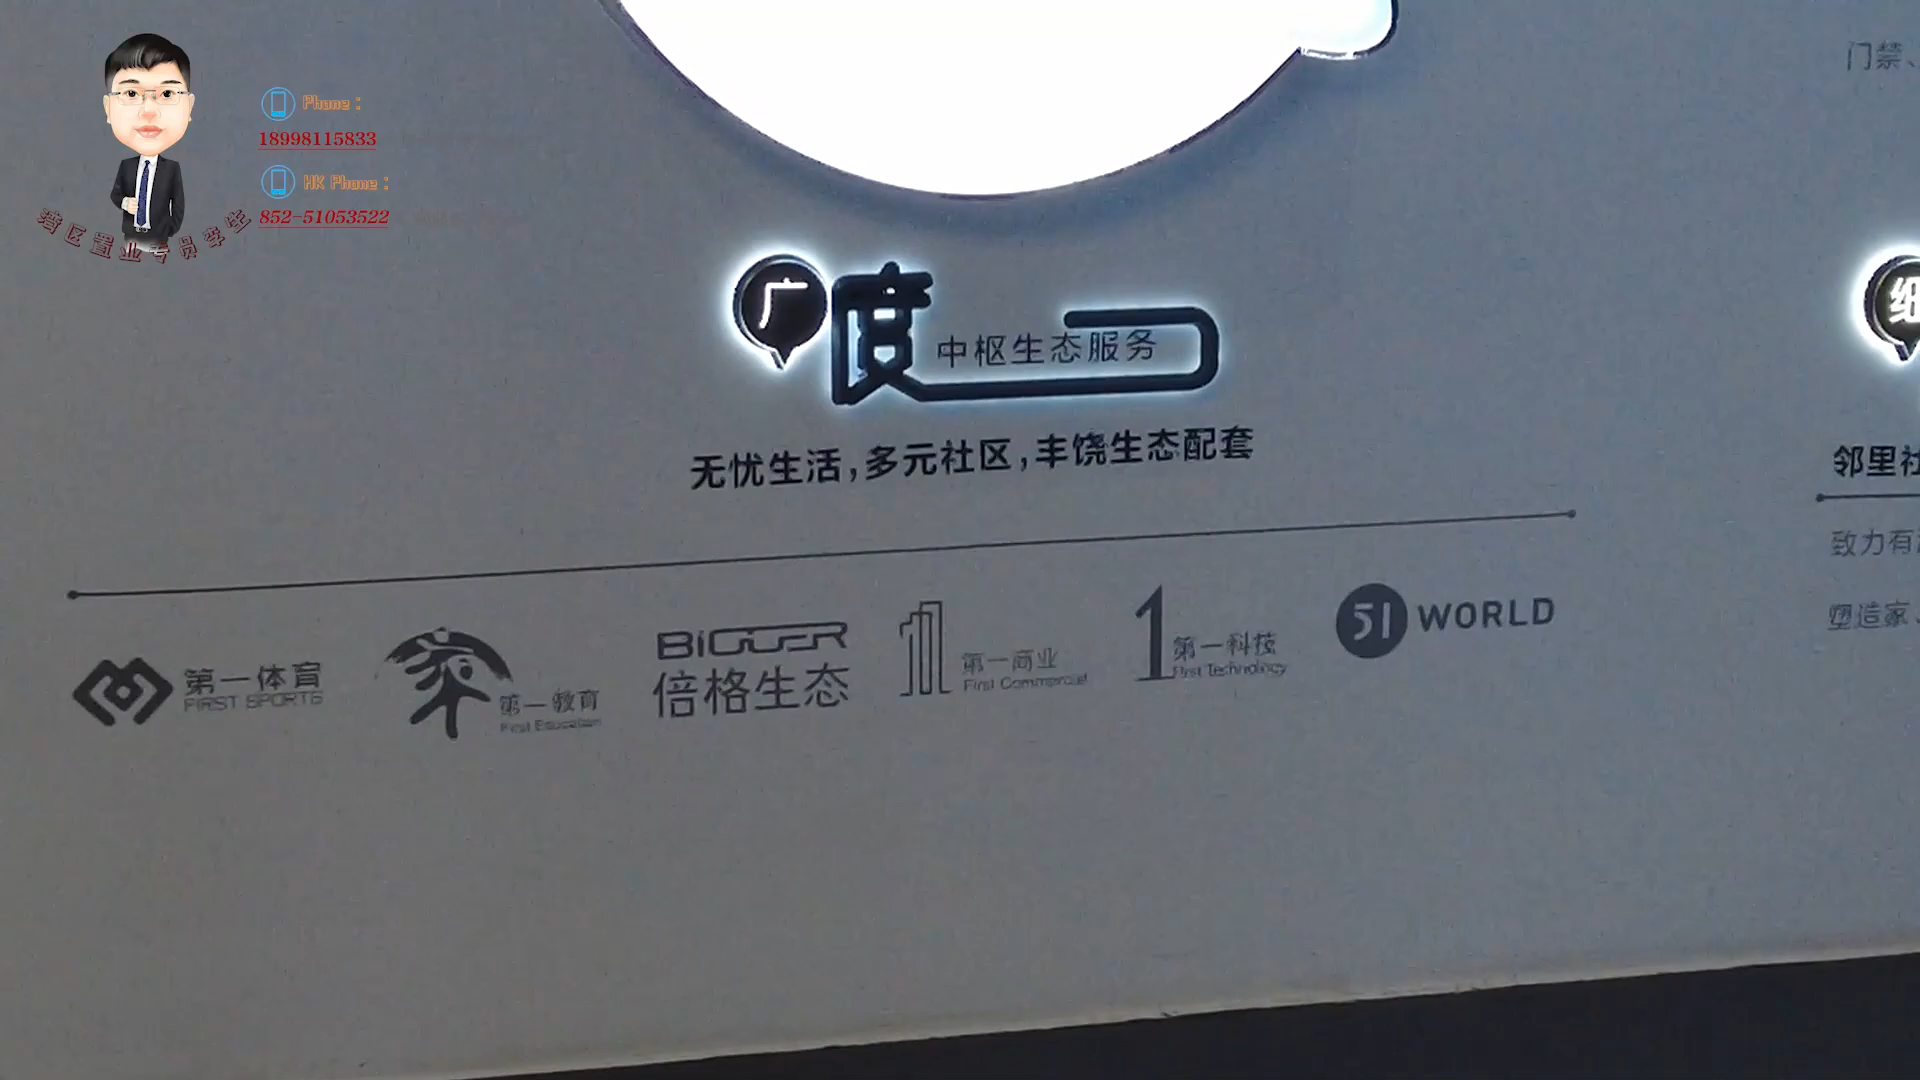 Phone :
18998115833
HK Phone :
852-51053522
湾区置业专员李宝
门禁、
广度 中枢生态服务
无忧生活,多元社区,丰饶生态配套
第一体育
FIRST SPORTS
第一教育
First Education
BIGGER
倍格生态
第一商业
First Commercial
第一科技
First Technology
51 WORLD
细
邻里社
致力有
塑造家、